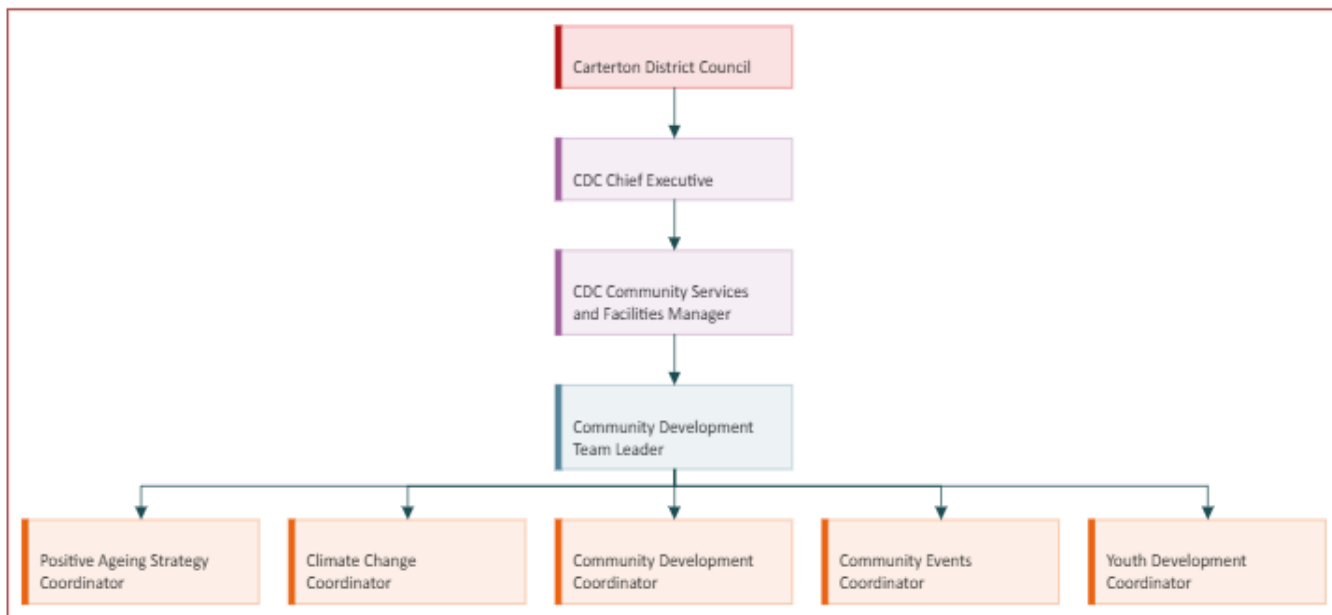 Carterton District Council
CDC Chief Executive
CDC Community Services
and Facilities Manager
Community Development
Team Leader
Positive Ageing Strategy
Coordinator
Climate Change
Coordinator
Community Development
Coordinator
Community Events
Coordinator
Youth Development
Coordinator